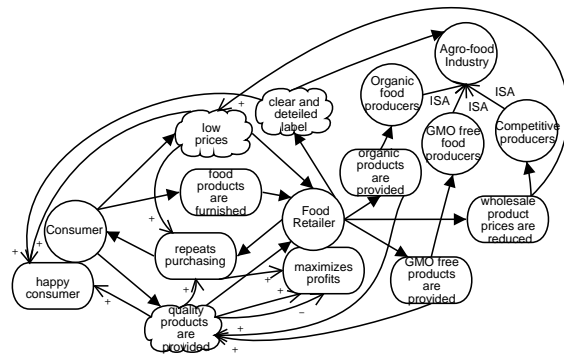 Agro-food
Industry
Organic
food
producers
ISA
ISA
ISA
GMO free
food
producers
Competitive
producers
clear and
deteiled
label
+
low
prices
organic
products are
provided
food
products are
furnished
wholesale
product
prices are
reduced
Food
Retailer
Consumer
+
repeats
purchasing
maximizes
profits
GMO free
products are
provided
+
+
happy
consumer
+
+
+
+
−
quality
products are
provided
+
+